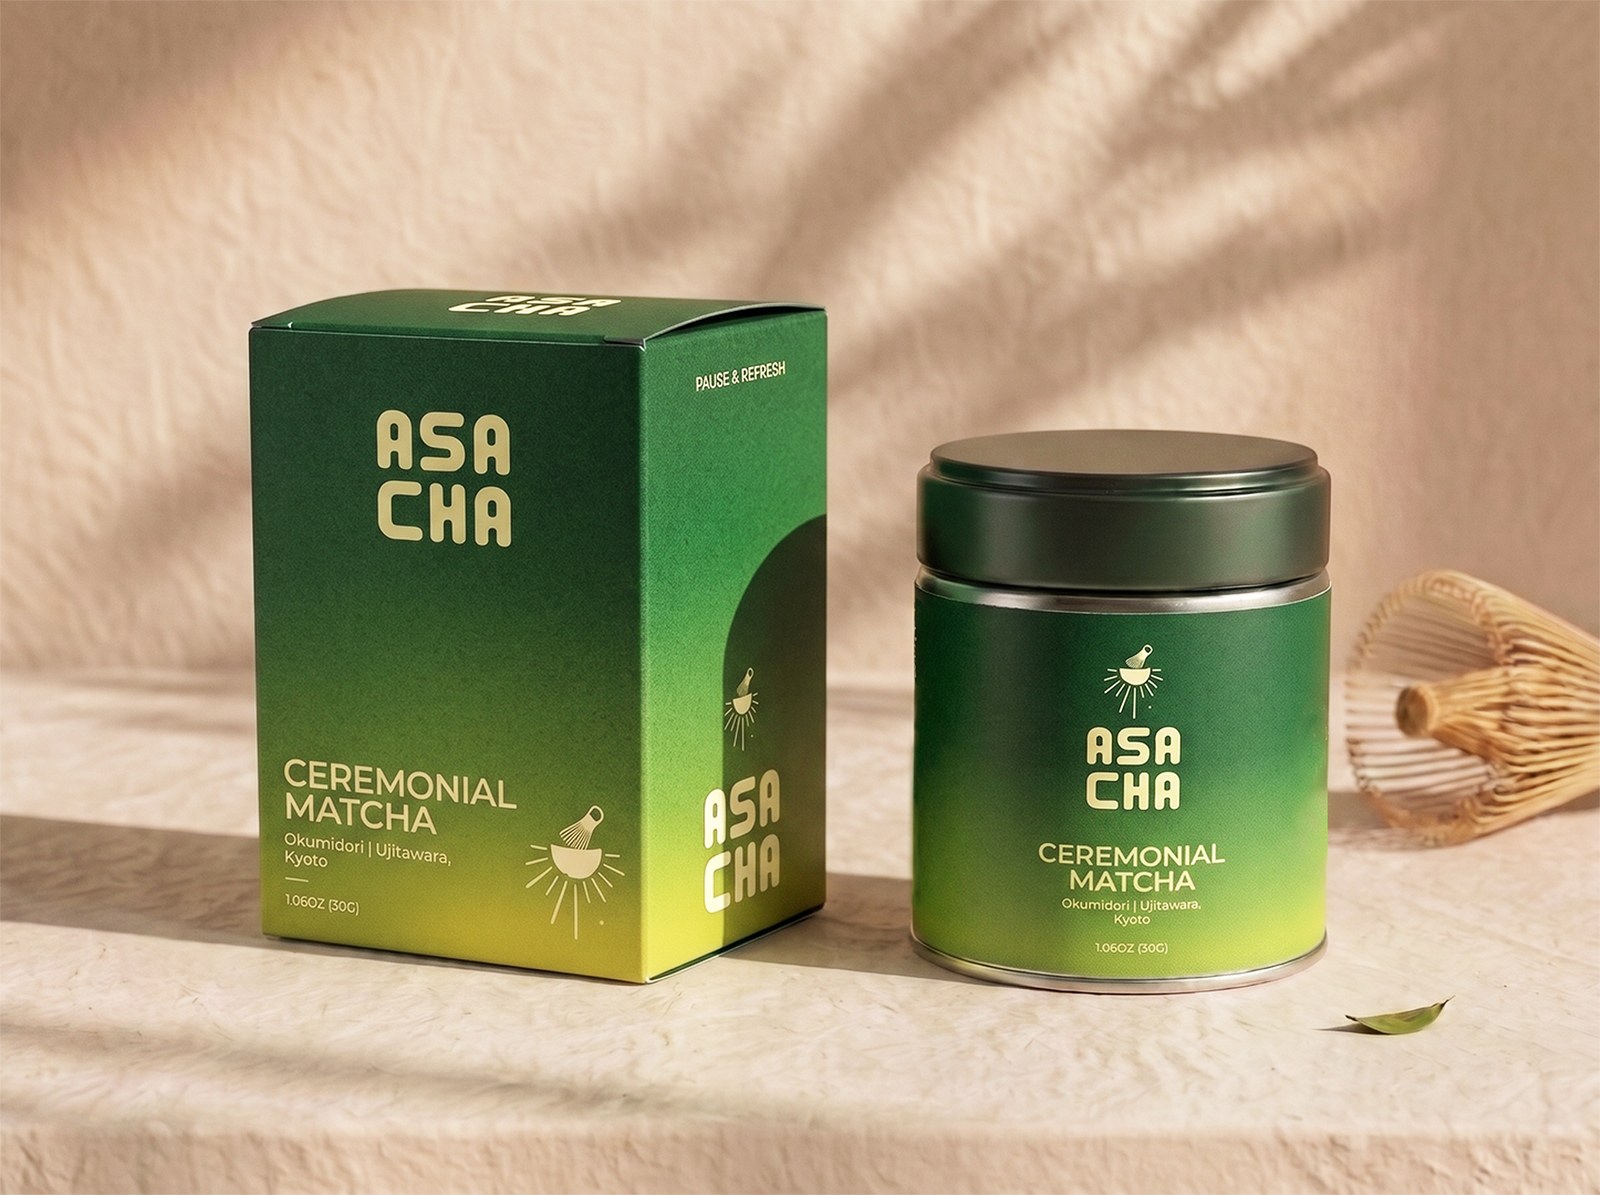 ASA
CHA
PAUSE & REFRESH
ASA
CHA
CEREMONIAL
MATCHA
Okumidori | Ujitawara,
Kyoto
1.06OZ (30G)
ASA
CHA
ASA
CHA
CEREMONIAL
MATCHA
Okumidori | Ujitawara,
Kyoto
1.06OZ (30G)